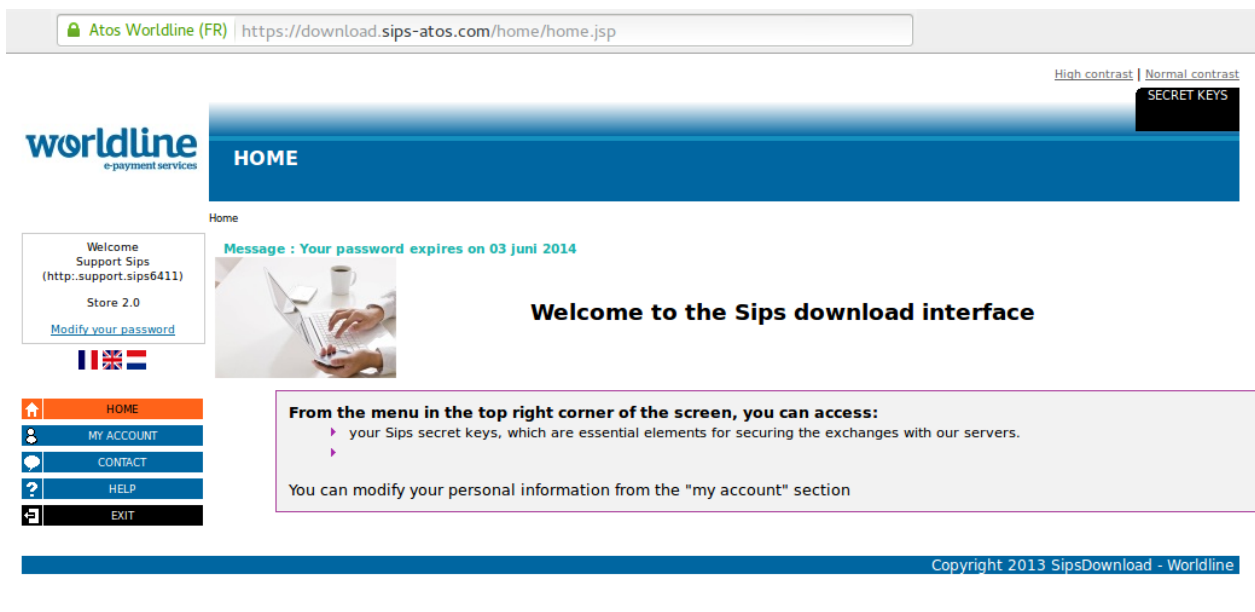 Atos Worldline (FR) https://download.sips-atos.com/home/home.jsp
High contrast | Normal contrast
SECRET KEYS
worldline
e-payment services
HOME
Home
Welcome
Support Sips
(http:.support.sips6411)
Store 2.0
Modify your password
Message : Your password expires on 03 juni 2014
Welcome to the Sips download interface
HOME
MY ACCOUNT
CONTACT
HELP
EXIT
From the menu in the top right corner of the screen, you can access:
your Sips secret keys, which are essential elements for securing the exchanges with our servers.
You can modify your personal information from the "my account" section
Copyright 2013 SipsDownload - Worldline